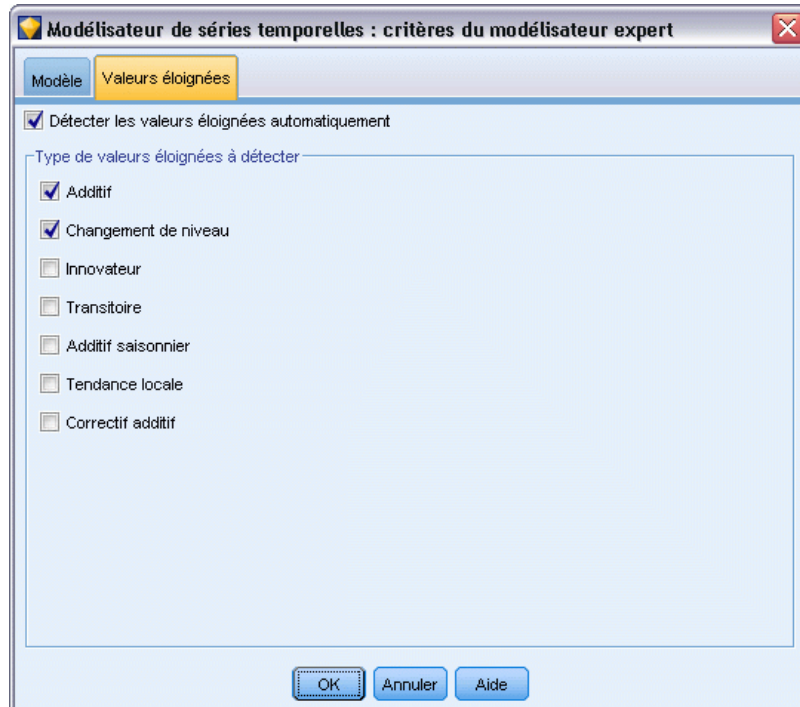 Modélisateur de séries temporelles : critères du modélisateur expert
Modèle
Valeurs éloignées
Détecter les valeurs éloignées automatiquement
Type de valeurs éloignées à détecter
Additif
Changement de niveau
Innovateur
Transitoire
Additif saisonnier
Tendance locale
Correctif additif
OK
Annuler
Aide